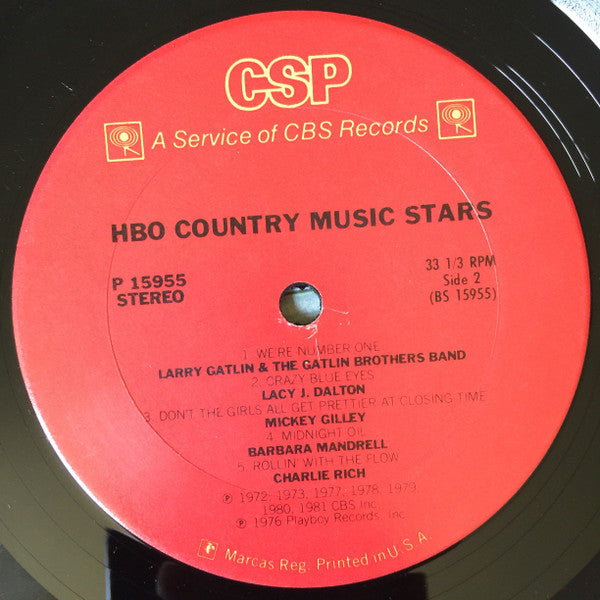 CSP
A Service of CBS Records
HBO COUNTRY MUSIC STARS
P 15955
STEREO
33 1/3 RPM
Side 2
(BS 15955)
1. WE'RE NUMBER ONE
LARRY GATLIN & THE GATLIN BROTHERS BAND
2. CRAZY BLUE EYES
LACY J. DALTON
3. DON'T THE GIRLS ALL GET PRETTIER AT CLOSING TIME
MICKEY GILLEY
4. MIDNIGHT OIL
BARBARA MANDRELL
5. ROLLIN' WITH THE FLOW
CHARLIE RICH
℗ 1972, 1973, 1977, 1978, 1979,
1980, 1981 CBS Inc.
℗ 1976 Playboy Records, Inc.
Marcas Reg. Printed in U.S.A.